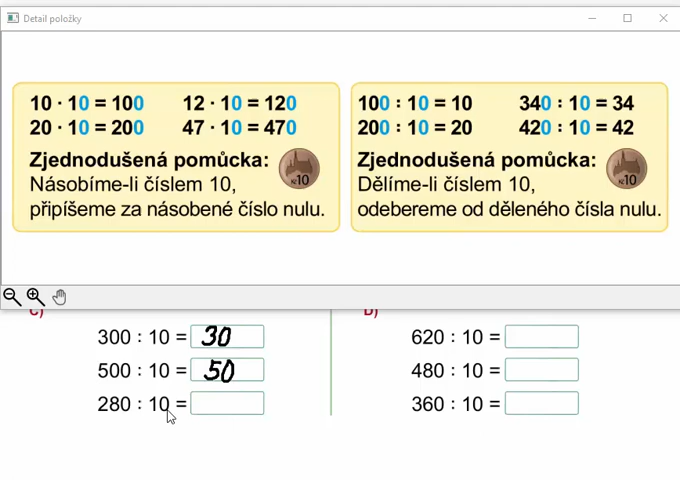 Detail položky
10 · 10 = 100 12 · 10 = 120
20 · 10 = 200 47 · 10 = 470
Zjednodušená pomůcka:
Násobíme-li číslem 10,
připíšeme za násobené číslo nulu.
Kč10
100 : 10 = 10 340 : 10 = 34
200 : 10 = 20 420 : 10 = 42
Zjednodušená pomůcka:
Dělíme-li číslem 10,
odebereme od děleného čísla nulu.
Kč10
C)
300 : 10 = 30
500 : 10 = 50
280 : 10 =
D)
620 : 10 =
480 : 10 =
360 : 10 =